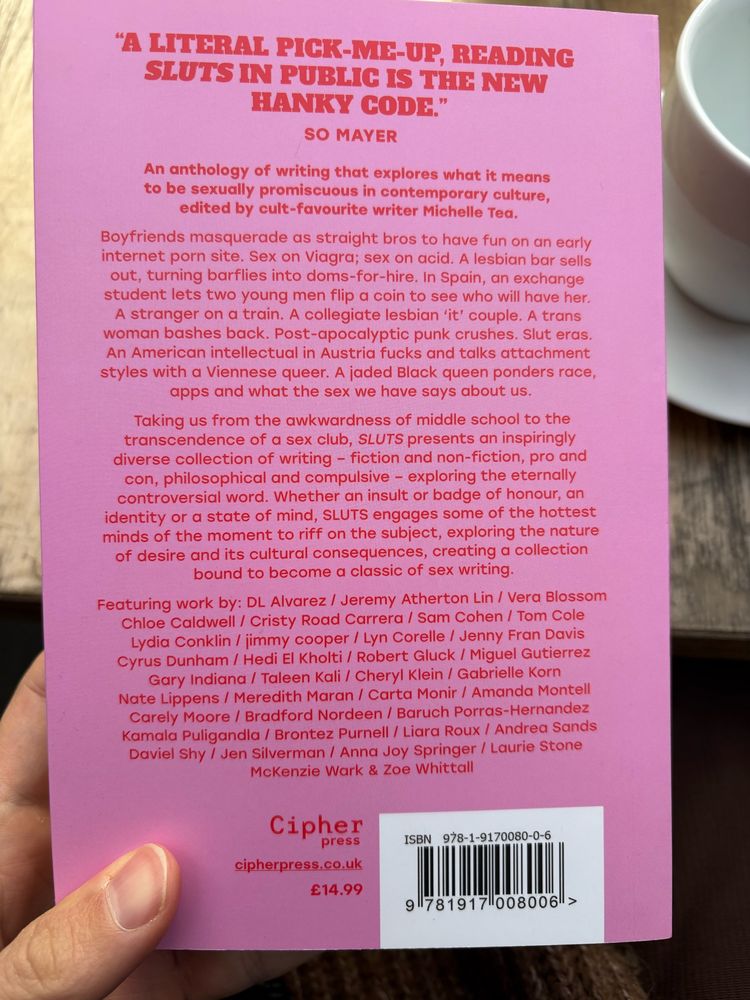 “A LITERAL PICK-ME-UP, READING
SLUTS IN PUBLIC IS THE NEW
HANKY CODE.”
SO MAYER
An anthology of writing that explores what it means
to be sexually promiscuous in contemporary culture,
edited by cult-favourite writer Michelle Tea.
Boyfriends masquerade as straight bros to have fun on an early
internet porn site. Sex on Viagra; sex on acid. A lesbian bar sells
out, turning barflies into doms-for-hire. In Spain, an exchange
student lets two young men flip a coin to see who will have her.
A stranger on a train. A collegiate lesbian ‘it’ couple. A trans
woman bashes back. Post-apocalyptic punk crushes. Slut eras.
An American intellectual in Austria fucks and talks attachment
styles with a Viennese queer. A jaded Black queen ponders race,
apps and what the sex we have says about us.
Taking us from the awkwardness of middle school to the
transcendence of a sex club, SLUTS presents an inspiringly
diverse collection of writing – fiction and non-fiction, pro and
con, philosophical and compulsive – exploring the eternally
controversial word. Whether an insult or badge of honour, an
identity or a state of mind, SLUTS engages some of the hottest
minds of the moment to riff on the subject, exploring the nature
of desire and its cultural consequences, creating a collection
bound to become a classic of sex writing.
Featuring work by: DL Alvarez / Jeremy Atherton Lin / Vera Blossom
Chloe Caldwell / Cristy Road Carrera / Sam Cohen / Tom Cole
Lydia Conklin / jimmy cooper / Lyn Corelle / Jenny Fran Davis
Cyrus Dunham / Hedi El Kholti / Robert Gluck / Miguel Gutierrez
Gary Indiana / Taleen Kali / Cheryl Klein / Gabrielle Korn
Nate Lippens / Meredith Maran / Carta Monir / Amanda Montell
Carely Moore / Bradford Nordeen / Baruch Porras-Hernandez
Kamala Puligandla / Brontez Purnell / Liara Roux / Andrea Sands
Daviel Shy / Jen Silverman / Anna Joy Springer / Laurie Stone
McKenzie Wark & Zoe Whittall
Cipher
press
cipherpress.co.uk
£14.99
ISBN 978-1-9170080-0-6
9 781917 008006 >